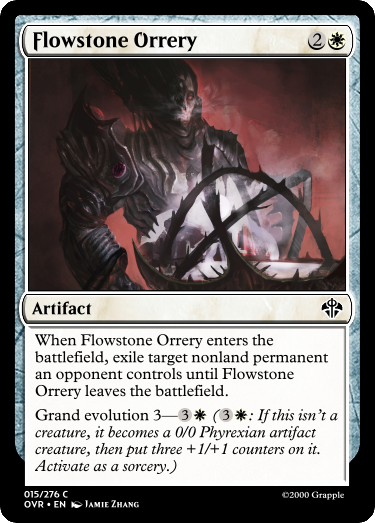 Flowstone Orrery 2
Artifact
When Flowstone Orrery enters the
battlefield, exile target nonland permanent
an opponent controls until Flowstone
Orrery leaves the battlefield.
Grand evolution 3—3 (3: If this isn't a
creature, it becomes a 0/0 Phyrexian artifact
creature, then put three +1/+1 counters on it.
Activate as a sorcery.)
015/276 C
OVR • EN Jamie Zhang ©2000 Grapple